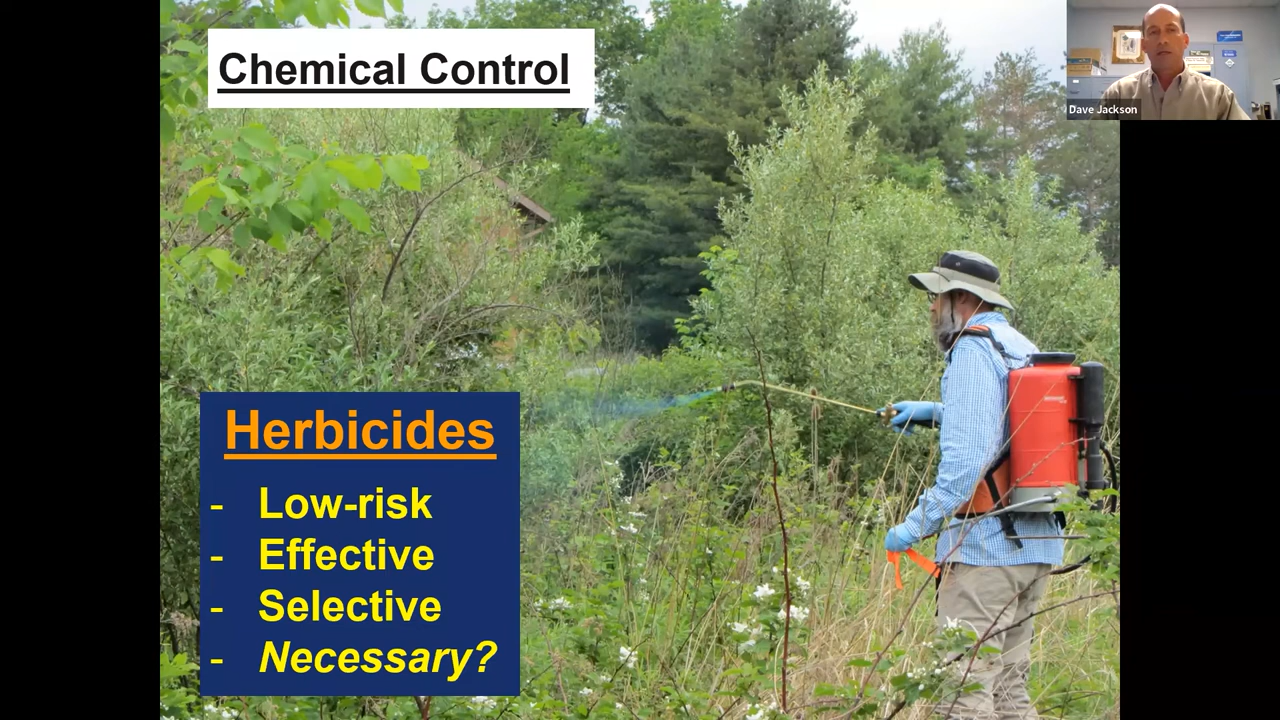 Chemical Control
Dave Jackson
Herbicides
- Low-risk
- Effective
- Selective
- Necessary?